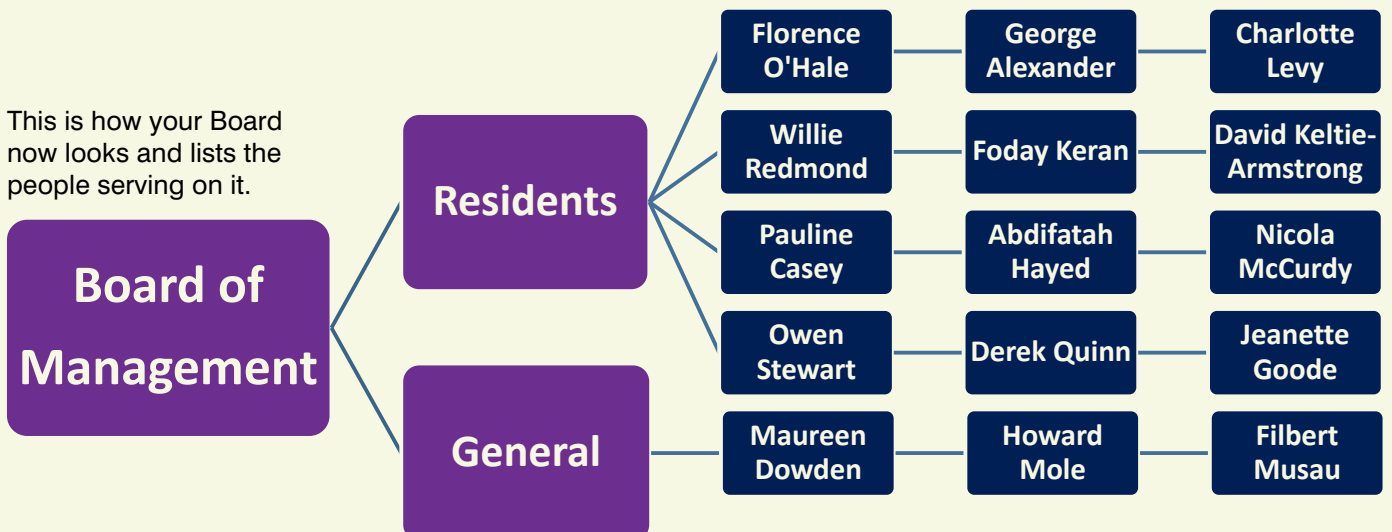 This is how your Board
now looks and lists the
people serving on it.
Board of
Management
Residents
Florence
O'Hale
George
Alexander
Charlotte
Levy
Willie
Redmond
Foday Keran
David Keltie-
Armstrong
Pauline
Casey
Abdifatah
Hayed
Nicola
McCurdy
Owen
Stewart
Derek Quinn
Jeanette
Goode
General
Maureen
Dowden
Howard
Mole
Filbert
Musau